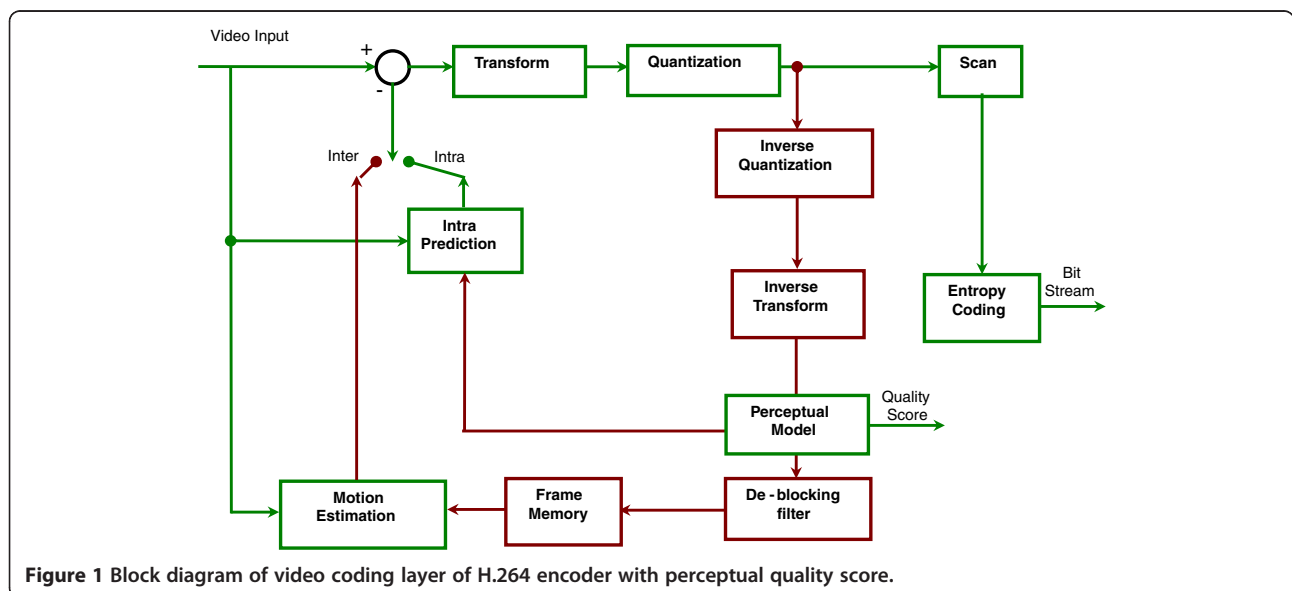 Video Input
+
-
Transform
Quantization
Scan
Inter
Intra
Inverse
Quantization
Intra
Prediction
Inverse
Transform
Entropy
Coding
Bit
Stream
Perceptual
Model
Quality
Score
Motion
Estimation
Frame
Memory
De - blocking
filter
Figure 1 Block diagram of video coding layer of H.264 encoder with perceptual quality score.